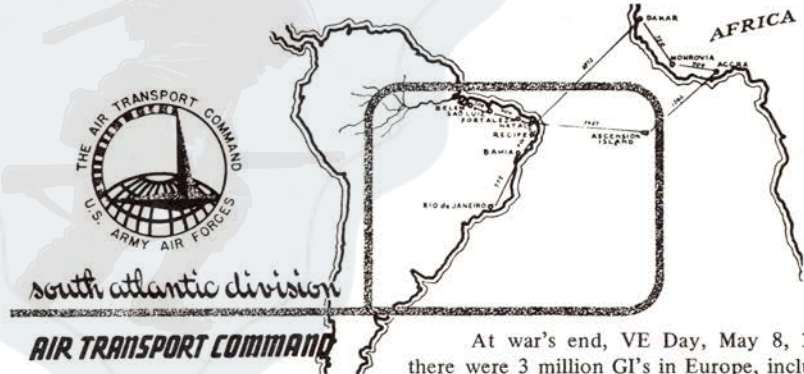 DAKAR
AFRICA
MONROVIA
ACCRA
THE AIR TRANSPORT COMMAND
U.S. ARMY AIR FORCES
BELEM
SAO LUIZ
FORTALEZA
NATAL
RECIPE
BAHIA
ASCENSION
ISLAND
RIO de JANEIRO
south atlantic division
AIR TRANSPORT COMMAND
At war's end, VE Day, May 8,
there were 3 million GI's in Europe, inclu